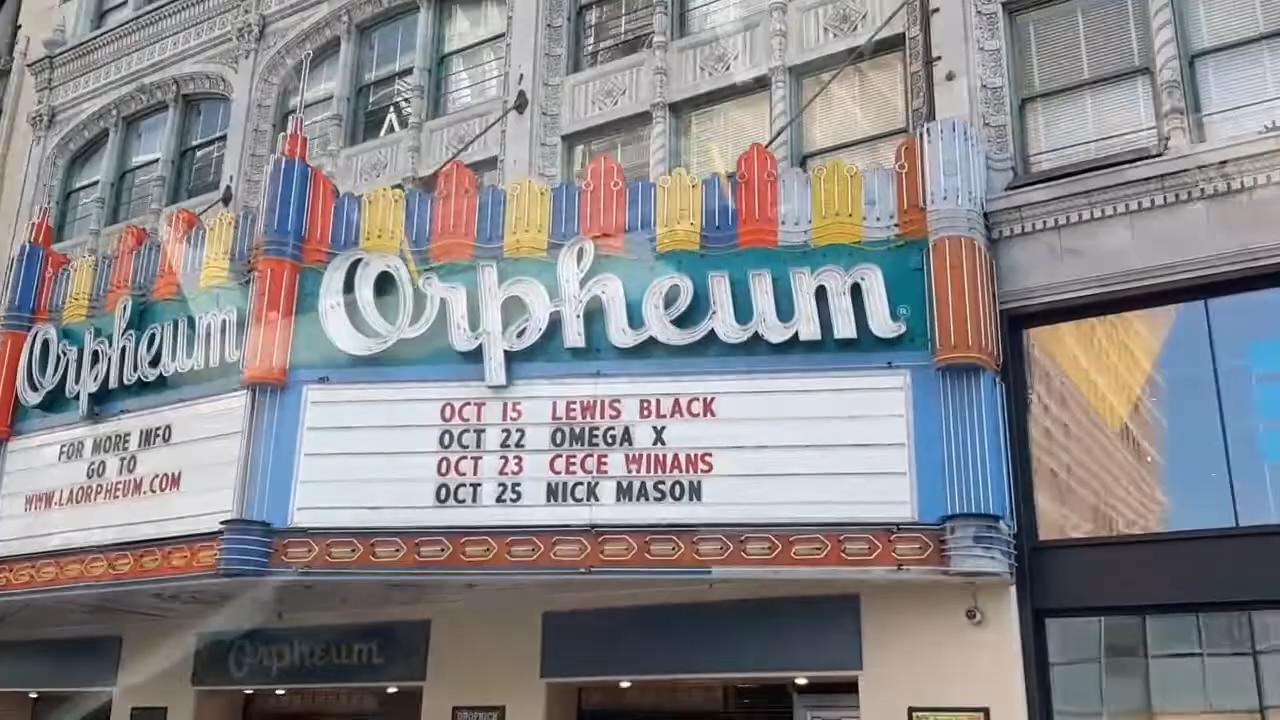 Orpheum
FOR MORE INFO
GO TO
WWW.LAORPHEUM.COM
Orpheum ®
OCT 15 LEWIS BLACK
OCT 22 OMEGA X
OCT 23 CECE WINANS
OCT 25 NICK MASON
Orpheum